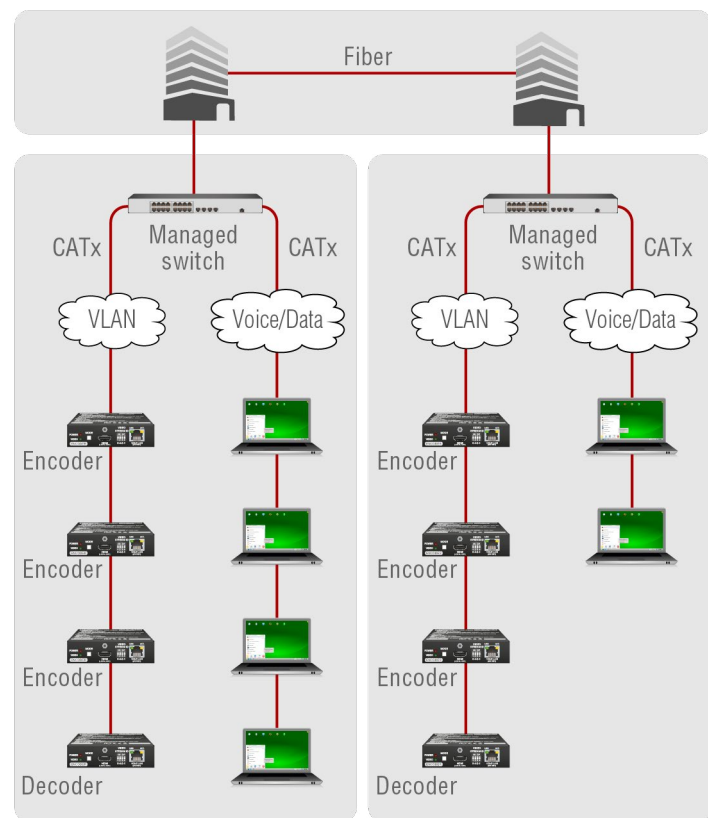 Fiber
CATx
Managed
switch
CATx
CATx
Managed
switch
CATx
VLAN
Voice/Data
VLAN
Voice/Data
Encoder
Encoder
Encoder
Encoder
Encoder
Encoder
Decoder
Decoder